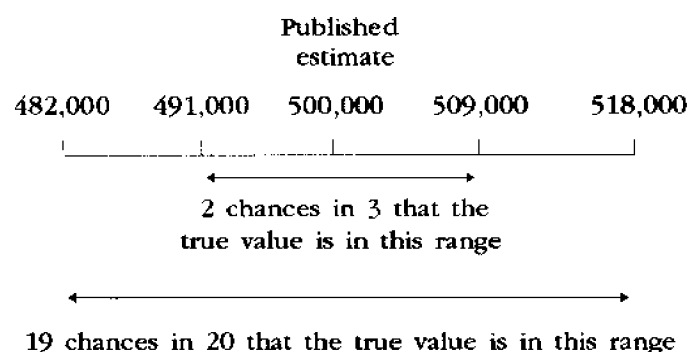 Published
estimate
482,000 491,000 500,000 509,000 518,000
2 chances in 3 that the
true value is in this range
19 chances in 20 that the true value is in this range